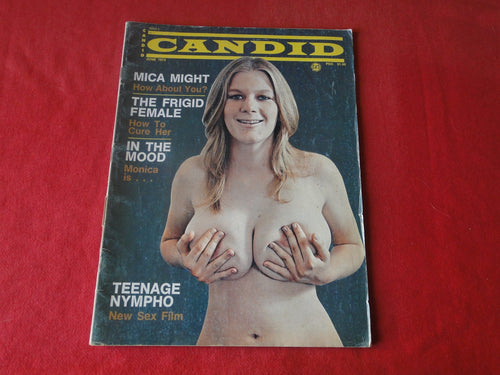 CANDID
CANDID
MICA MIGHT
How About You?
THE FRIGID
FEMALE
How To
Cure Her
IN THE
MOOD
Monica
is . . .
TEENAGE
NYMPHO
New Sex Film